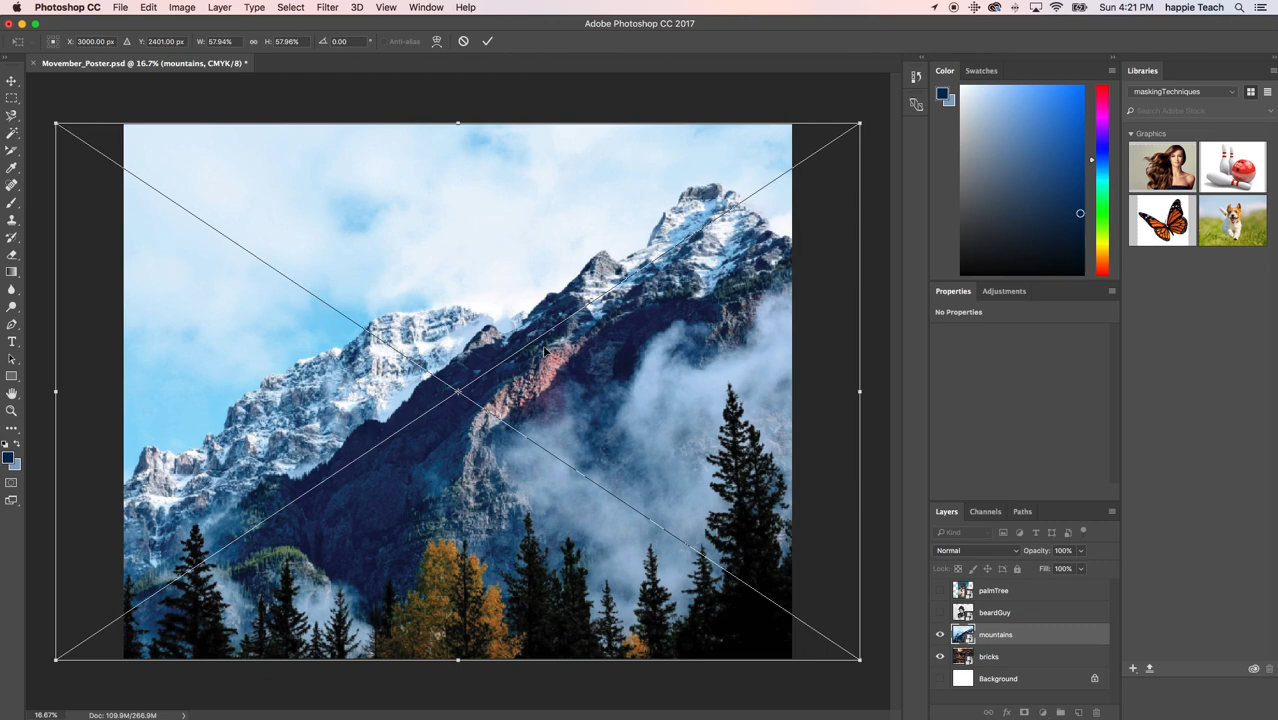 Photoshop CC File Edit Image Layer Type Select Filter 3D View Window Help Sun 4:21 PM happie Teach
Adobe Photoshop CC 2017
X: 3000.00 px Y: 2401.00 px W: 57.94% H: 57.96% 0.00 ° Anti-alias
Movember_Poster.psd @ 16.7% (mountains, CMYK/8) *
Color Swatches
Libraries
maskingTechniques
Search Adobe Stock
Graphics
Properties Adjustments
No Properties
Layers Channels Paths
Kind
Normal Opacity: 100%
Lock: Fill: 100%
palmTree
beardGuy
mountains
bricks
Background
16.67% Doc: 109.9M/266.9M